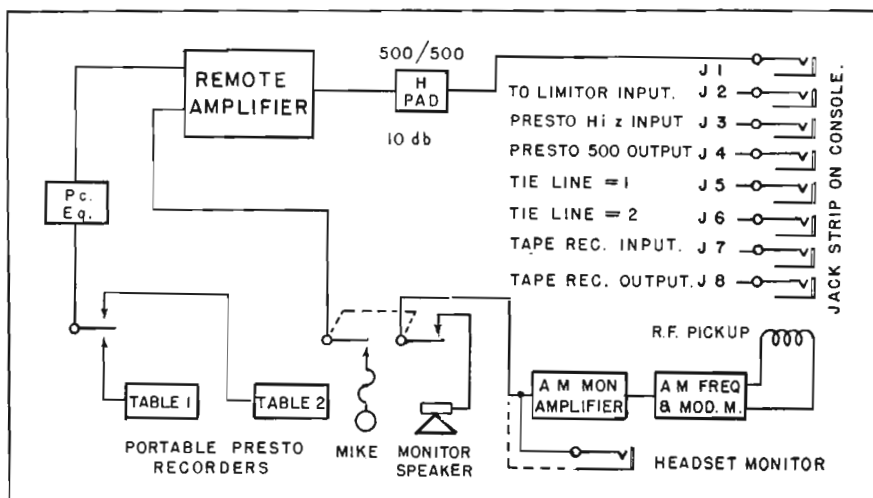 500/500
REMOTE
AMPLIFIER
H
PAD
10 db
J 1
TO LIMITOR INPUT. J 2
PRESTO Hi z INPUT J 3
PRESTO 500 OUTPUT J 4
TIE LINE = 1 J 5
TIE LINE = 2 J 6
TAPE REC. INPUT. J 7
TAPE REC. OUTPUT. J 8
JACK STRIP ON CONSOLE.
Pc.
Eq.
R.F. PICKUP
TABLE 1
TABLE 2
A M MON
AMPLIFIER
A M FREQ
& MOD. M.
PORTABLE PRESTO
RECORDERS
MIKE
MONITOR
SPEAKER
HEADSET MONITOR